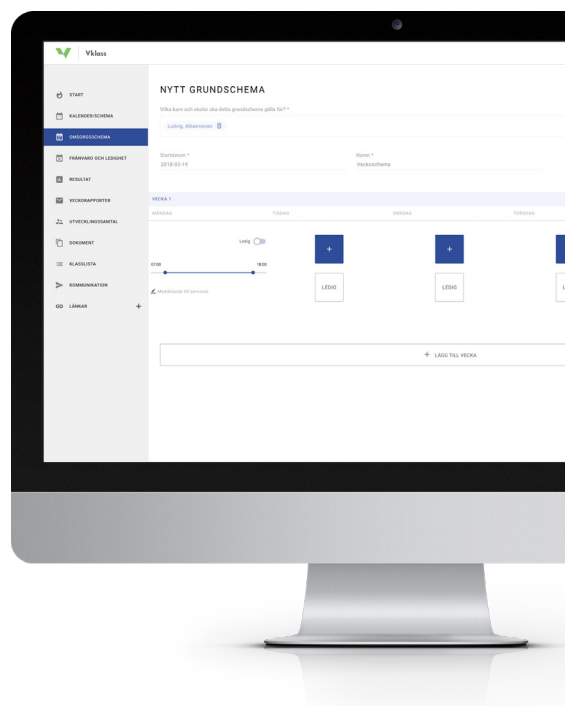 Vklass
START
KALENDER/SCHEMA
OMSORGSSCHEMA
FRÅNVARO OCH LEDIGHET
RESULTAT
VECKORAPPORTER
UTVECKLINGSSAMTAL
DOKUMENT
KLASSLISTA
KOMMUNIKATION
LÄNKAR +
NYTT GRUNDSCHEMA
Vilka barn och skolor ska detta grundschema gälla för? *
Ludvig, Albatrossen
Startdatum * Namn *
2018-03-19 Veckoschema
VECKA 1
MÅNDAG TISDAG ONSDAG TORSDAG
Ledig + +
07:00 18:00
LEDIG LEDIG L
Meddelande till personal
+ LÄGG TILL VECKA